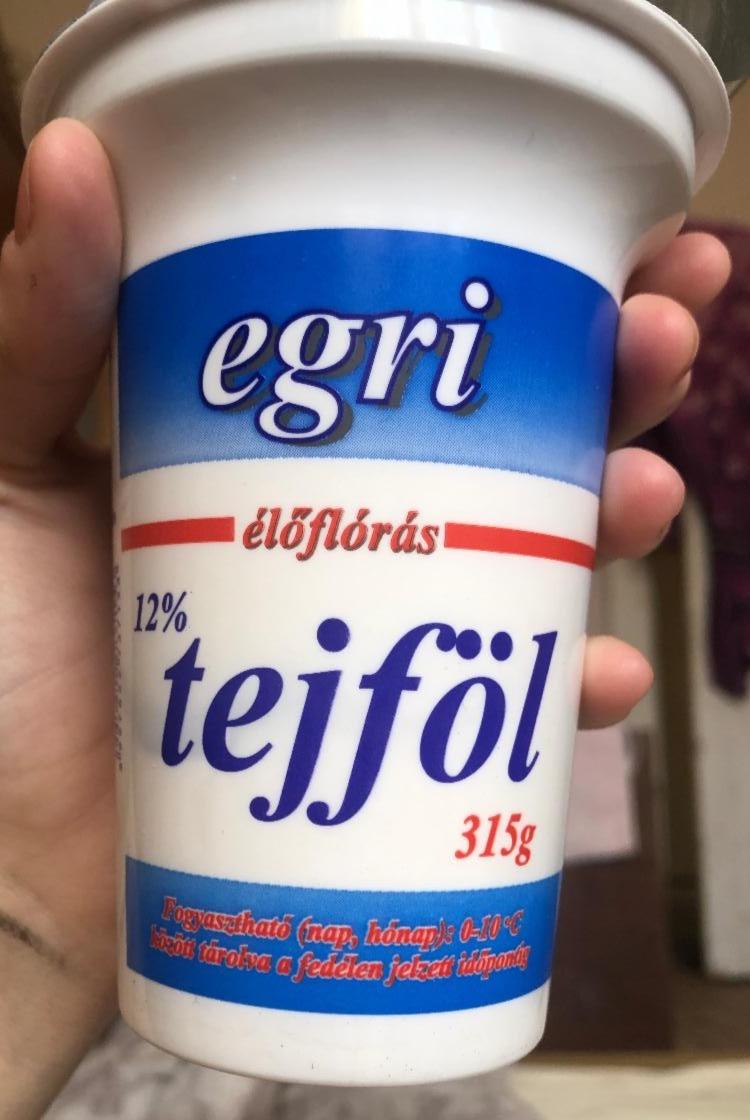 egri
élőflórás
12%
tejföl
315g
Fogyasztható (nap, hónap): 0-10 °C
között tárolva a fedélen jelzett időpontig